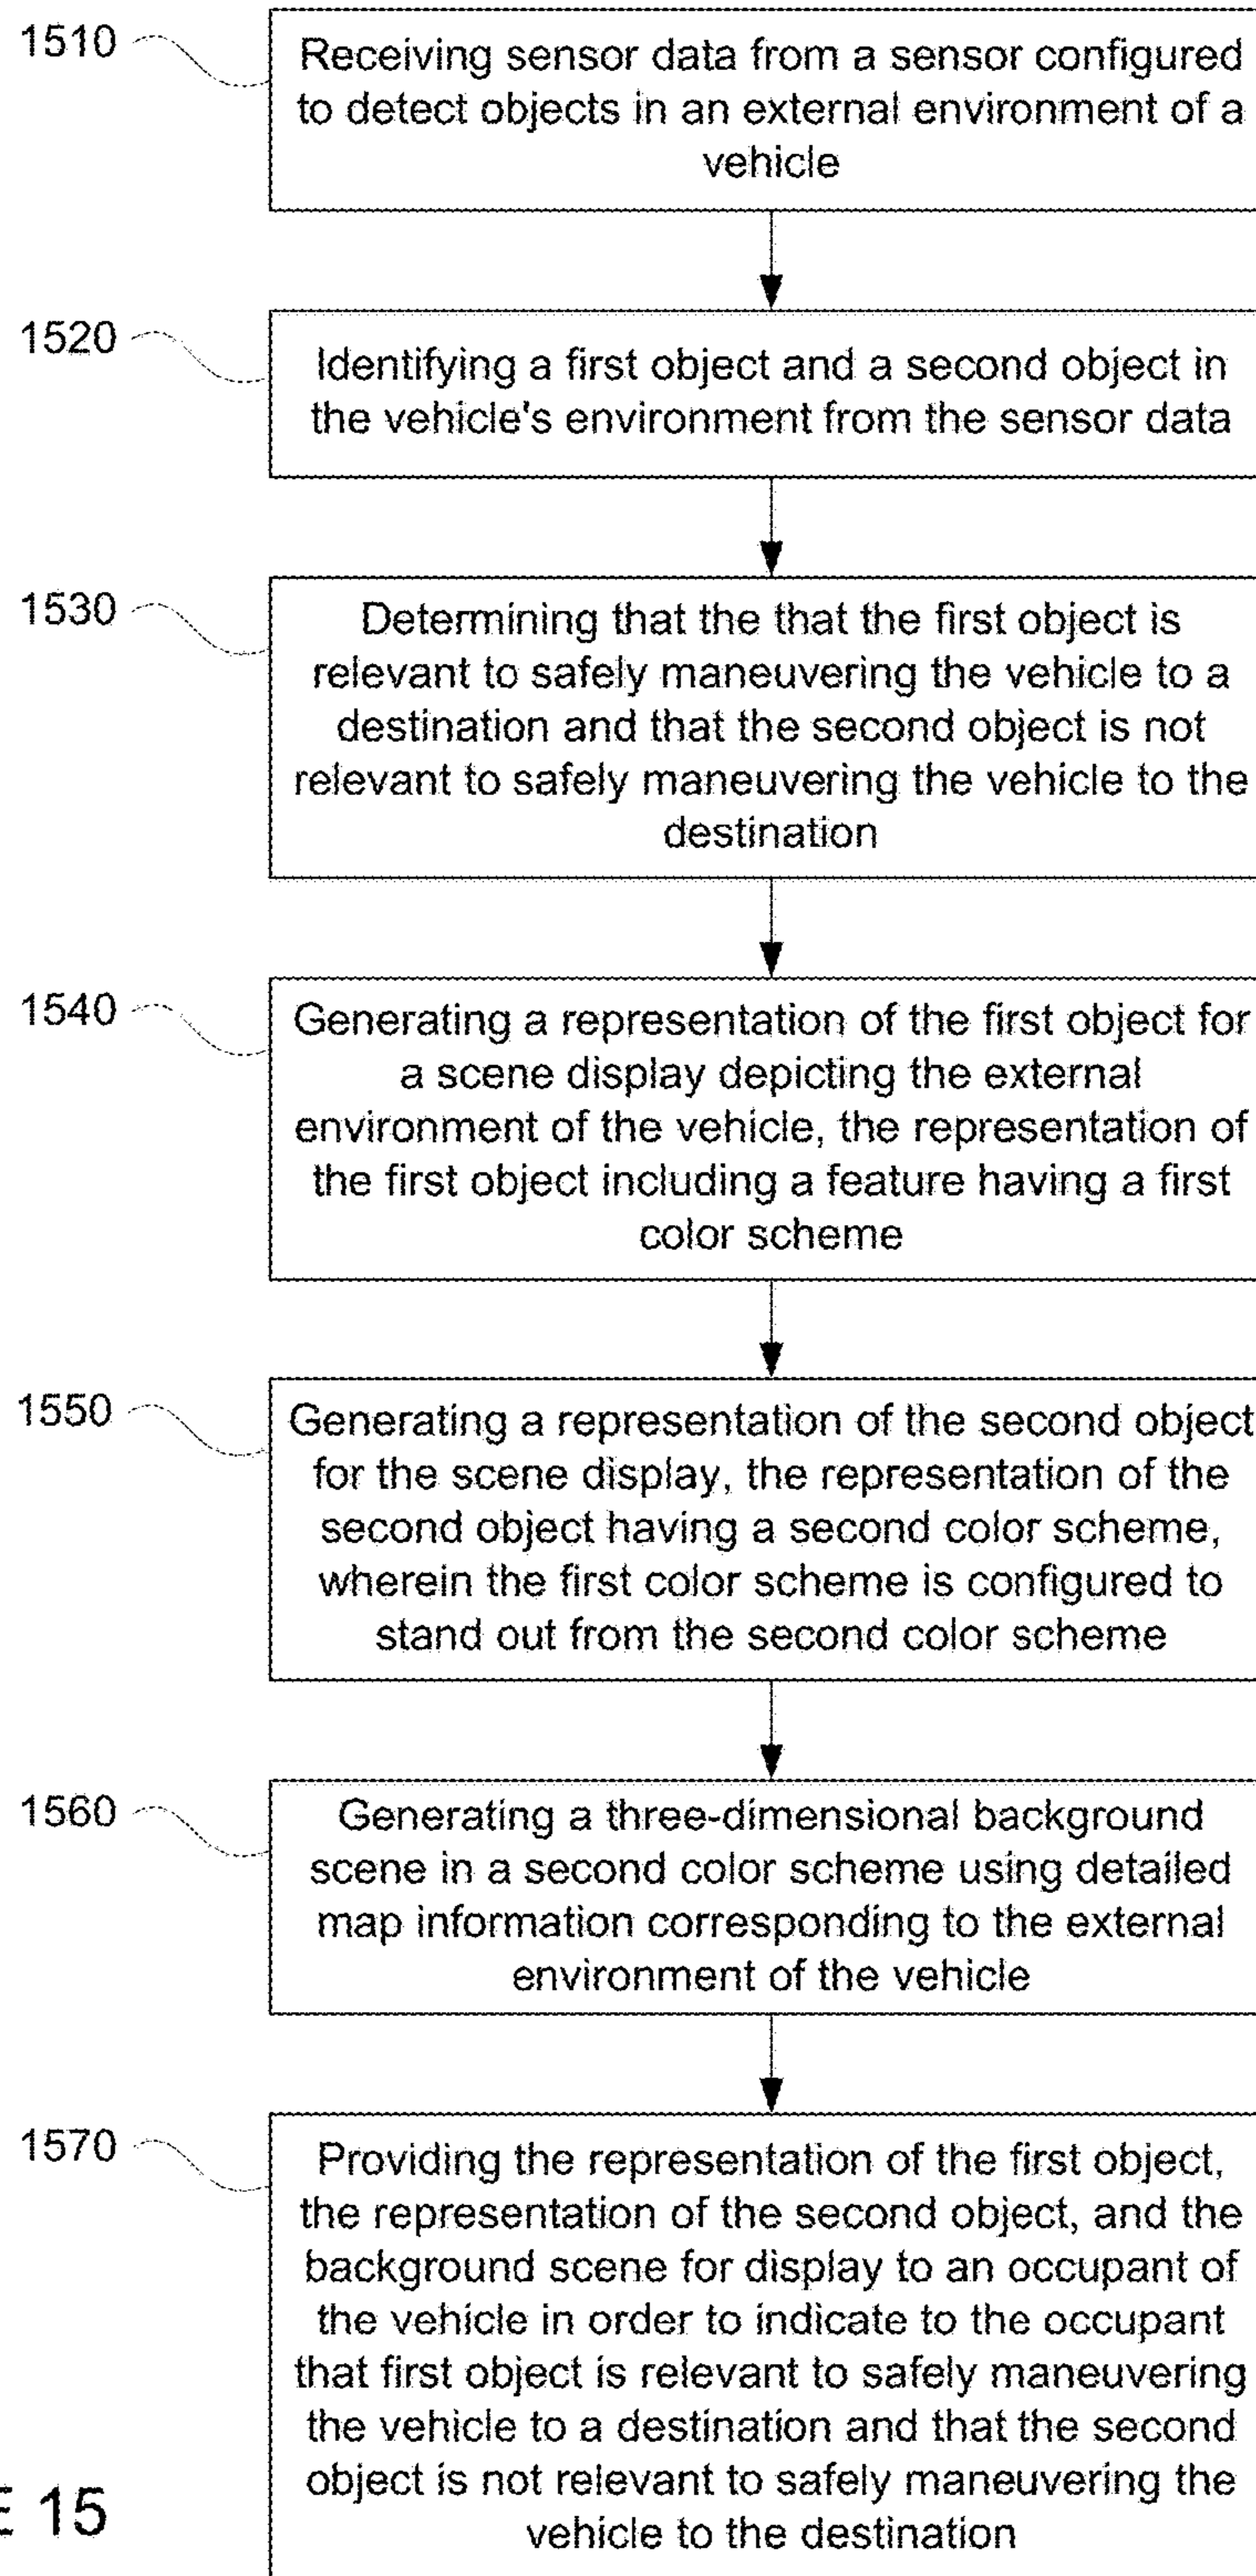 1510
Receiving sensor data from a sensor configured
to detect objects in an external environment of a
vehicle
1520
Identifying a first object and a second object in
the vehicle's environment from the sensor data
1530
Determining that the that the first object is
relevant to safely maneuvering the vehicle to a
destination and that the second object is not
relevant to safely maneuvering the vehicle to the
destination
1540
Generating a representation of the first object for
a scene display depicting the external
environment of the vehicle, the representation of
the first object including a feature having a first
color scheme
1550
Generating a representation of the second object
for the scene display, the representation of the
second object having a second color scheme,
wherein the first color scheme is configured to
stand out from the second color scheme
1560
Generating a three-dimensional background
scene in a second color scheme using detailed
map information corresponding to the external
environment of the vehicle
1570
Providing the representation of the first object,
the representation of the second object, and the
background scene for display to an occupant of
the vehicle in order to indicate to the occupant
that first object is relevant to safely maneuvering
the vehicle to a destination and that the second
object is not relevant to safely maneuvering the
vehicle to the destination
E 15